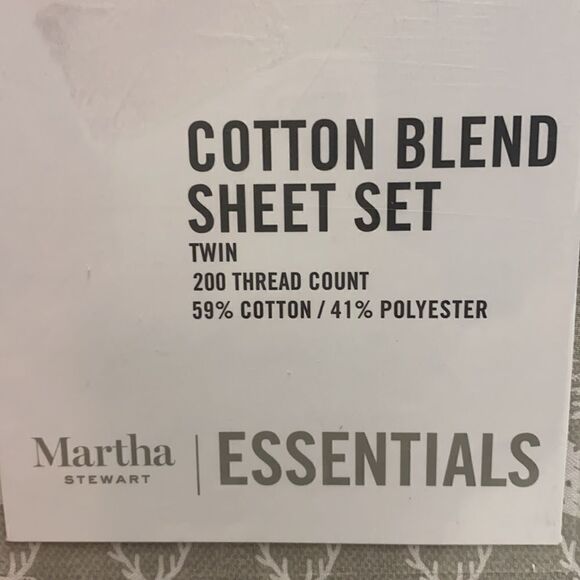 COTTON BLEND
SHEET SET
TWIN
200 THREAD COUNT
59% COTTON / 41% POLYESTER
Martha
STEWART
ESSENTIALS